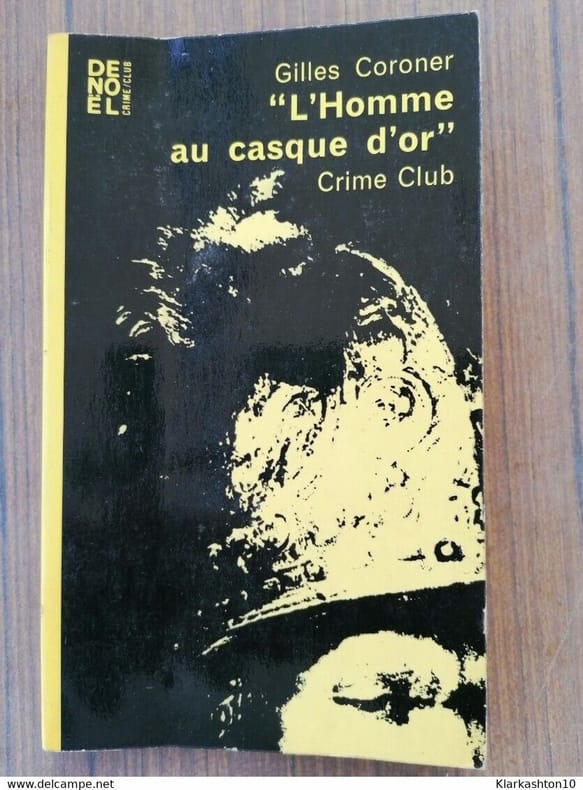 DE
NO
ËL
CRIME/CLUB
Gilles Coroner
"L'Homme
au casque d'or"
Crime Club
www.delcampe.net
Klarkashton10